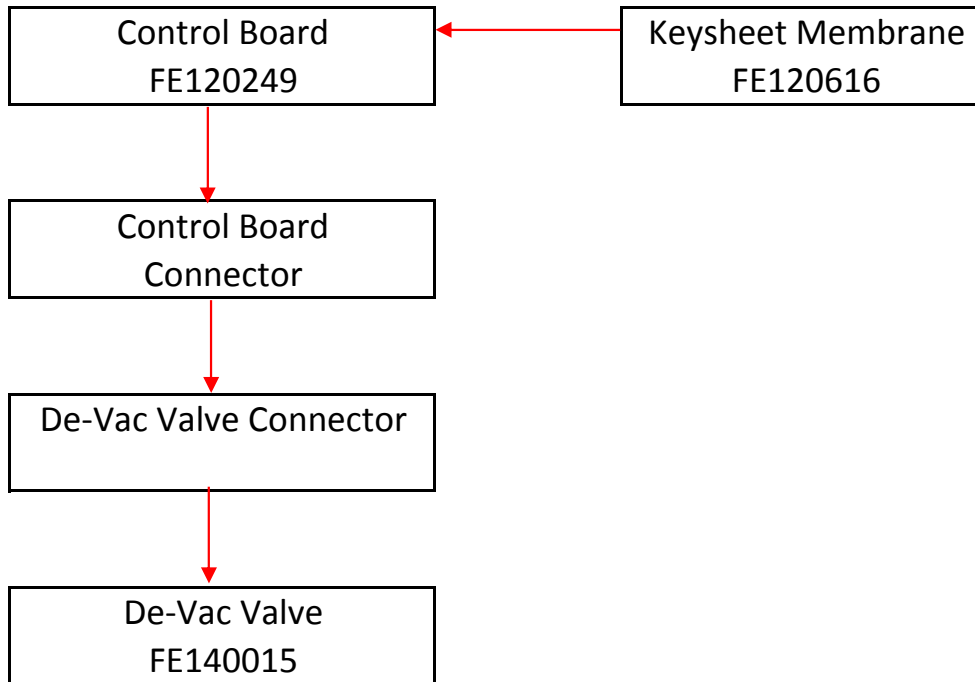 Control Board
FE120249
Keysheet Membrane
FE120616
Control Board
Connector
De-Vac Valve Connector
De-Vac Valve
FE140015